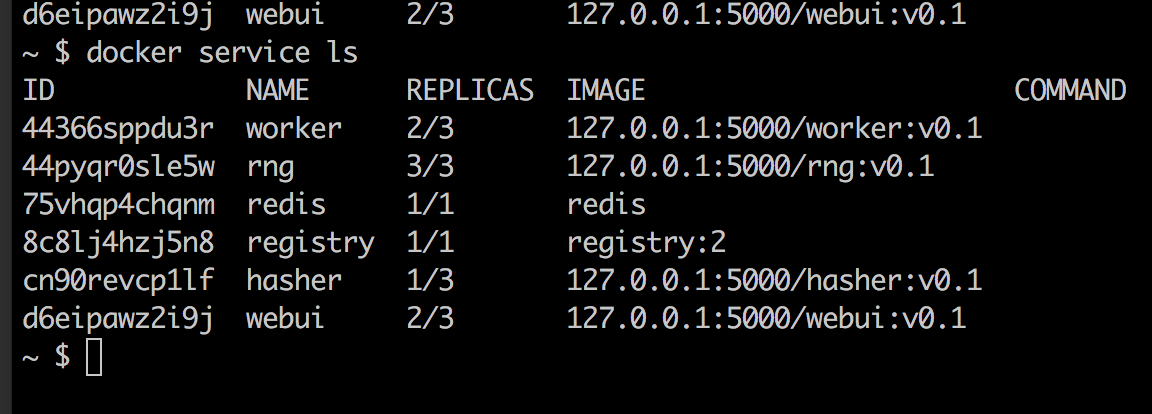 d6eipawz2i9j  webui     2/3       127.0.0.1:5000/webui:v0.1
~ $ docker service ls
ID            NAME      REPLICAS  IMAGE                       COMMAND
44366sppdu3r  worker    2/3       127.0.0.1:5000/worker:v0.1
44pyqr0sle5w  rng       3/3       127.0.0.1:5000/rng:v0.1
75vhqp4chqnm  redis     1/1       redis
8c8lj4hzj5n8  registry  1/1       registry:2
cn90revcp1lf  hasher    1/3       127.0.0.1:5000/hasher:v0.1
d6eipawz2i9j  webui     2/3       127.0.0.1:5000/webui:v0.1
~ $